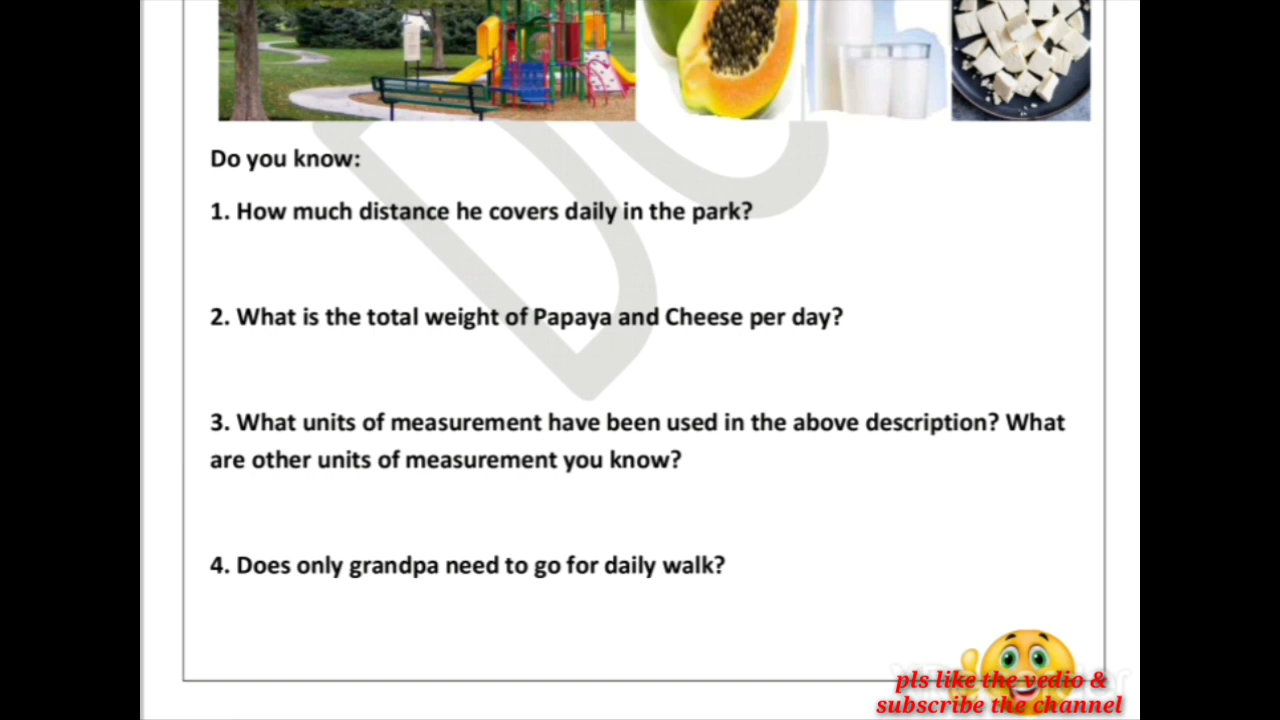 Do you know:
1. How much distance he covers daily in the park?
2. What is the total weight of Papaya and Cheese per day?
3. What units of measurement have been used in the above description? What
are other units of measurement you know?
4. Does only grandpa need to go for daily walk?
pls like the vedio &
subscribe the channel